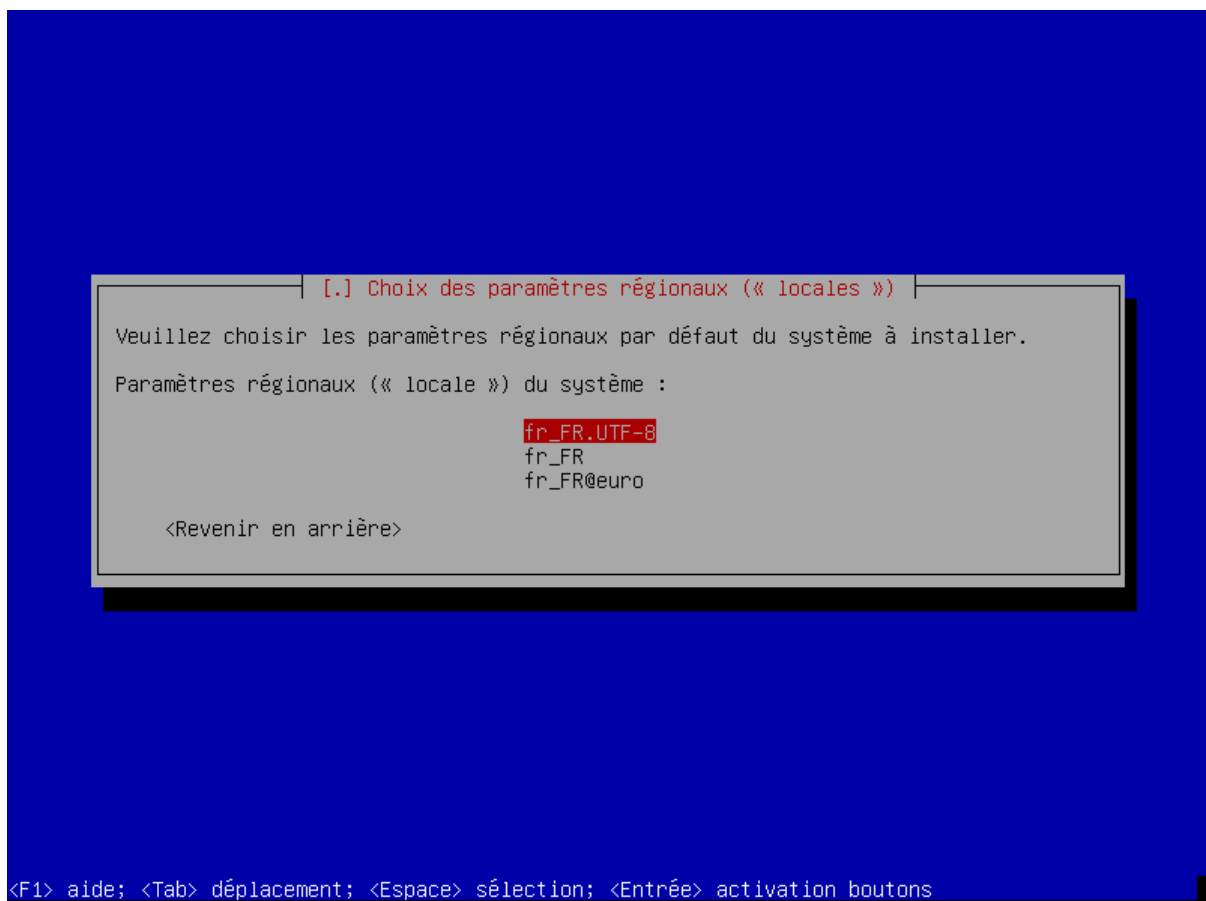 [.] Choix des paramètres régionaux (« locales »)
Veuillez choisir les paramètres régionaux par défaut du système à installer.
Paramètres régionaux (« locale ») du système :
fr_FR.UTF-8
fr_FR
fr_FR@euro
<Revenir en arrière>
<F1> aide; <Tab> déplacement; <Espace> sélection; <Entrée> activation boutons